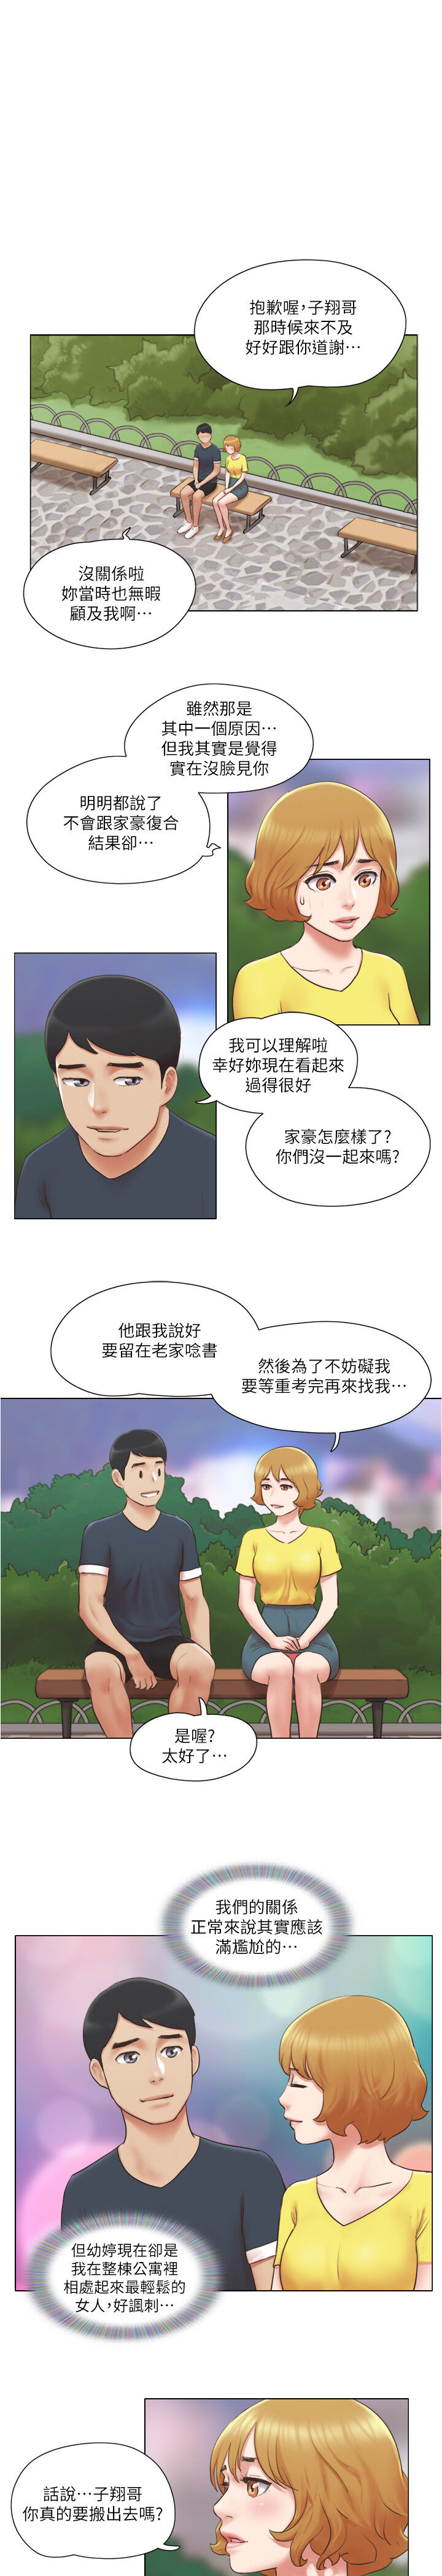 抱歉喔，子翔哥
那時候來不及
好好跟你道謝…
沒關係啦
妳當時也無暇
顧及我啊…
雖然那是
其中一個原因…
但我其實是覺得
實在沒臉見你
明明都說了
不會跟家豪復合
結果卻…
我可以理解啦
幸好妳現在看起來
過得很好
家豪怎麼樣了?
你們沒一起來嗎?
他跟我說好
要留在老家唸書
然後為了不妨礙我
要等重考完再來找我…
是喔?
太好了…
我們的關係
正常來說其實應該
滿尷尬的…
但幼婷現在卻是
我在整棟公寓裡
相處起來最輕鬆的
女人，好諷刺…
話說…子翔哥
你真的要搬出去嗎?